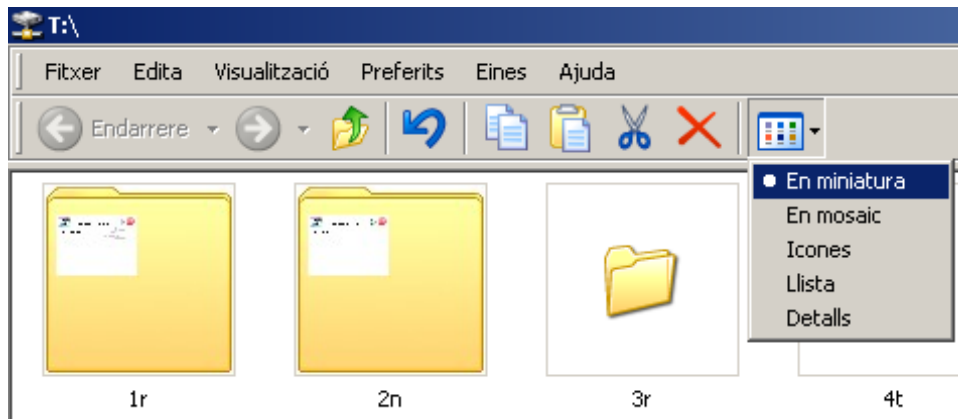 T:\
Fitxer Edita Visualització Preferits Eines Ajuda
Endarrere
En miniatura
En mosaic
Icones
Llista
Detalls
1r 2n 3r 4t